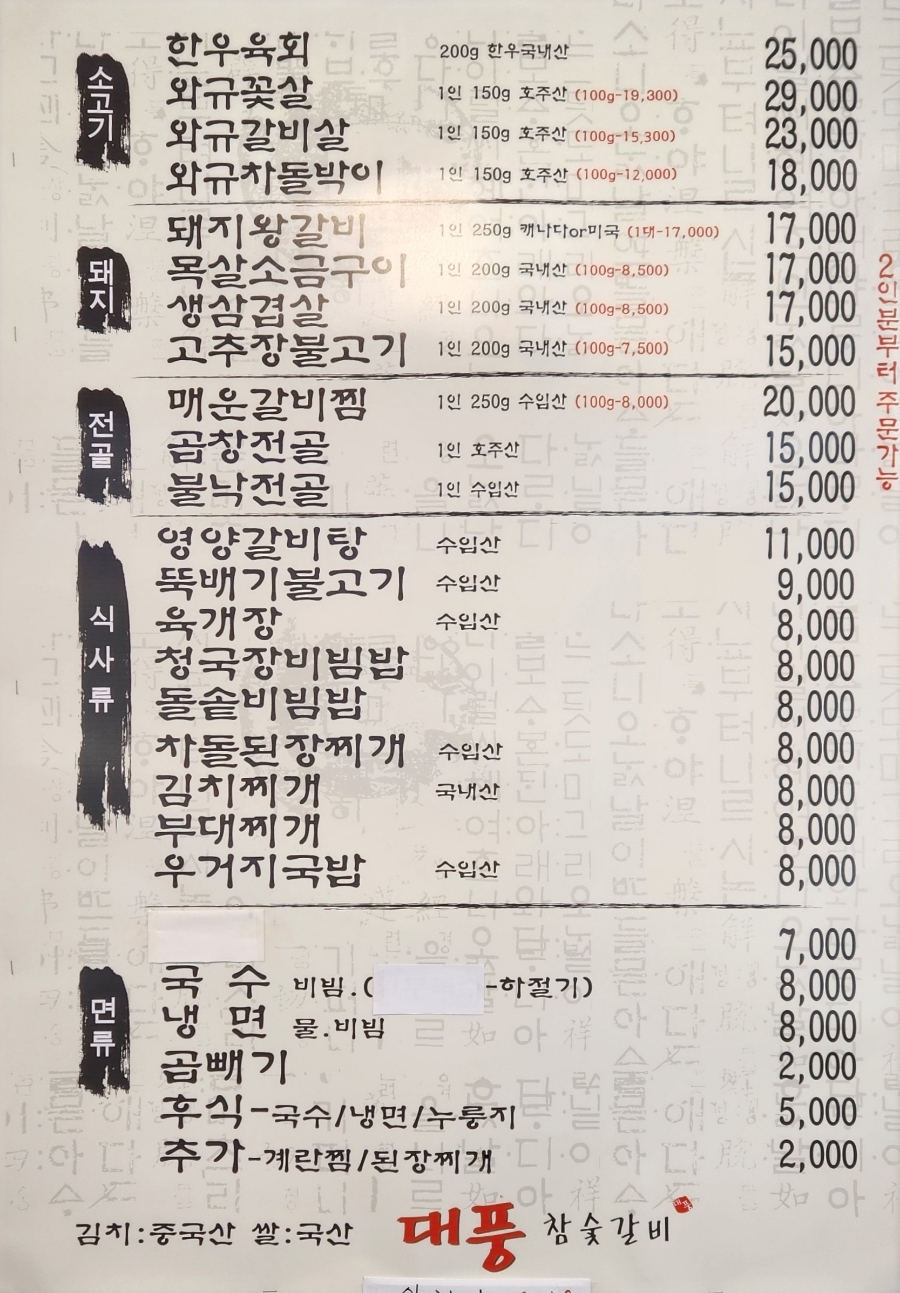 소고기
한우육회 200g 한우국내산 25,000
와규꽃살 1인 150g 호주산 (100g-19,300) 29,000
와규갈비살 1인 150g 호주산 (100g-15,300) 23,000
와규차돌박이 1인 150g 호주산 (100g-12,000) 18,000
돼지
돼지왕갈비 1인 250g 캐나다or미국 (1대-17,000) 17,000
목살소금구이 1인 200g 국내산 (100g-8,500) 17,000
생삼겹살 1인 200g 국내산 (100g-8,500) 17,000
고추장불고기 1인 200g 국내산 (100g-7,500) 15,000
2인분부터 주문가능
전골
매운갈비찜 1인 250g 수입산 (100g-8,000) 20,000
곱창전골 1인 호주산 15,000
불낙전골 1인 수입산 15,000
식사류
영양갈비탕 수입산 11,000
뚝배기불고기 수입산 9,000
육개장 수입산 8,000
청국장비빔밥 8,000
돌솥비빔밥 8,000
차돌된장찌개 수입산 8,000
김치찌개 국내산 8,000
부대찌개 8,000
우거지국밥 수입산 8,000
면류
7,000
국 수 비빔.( -하절기) 8,000
냉 면 물.비빔 8,000
곱빼기 2,000
후식-국수/냉면/누룽지 5,000
추가-계란찜/된장찌개 2,000
김치:중국산 쌀:국산 대풍 참숯갈비